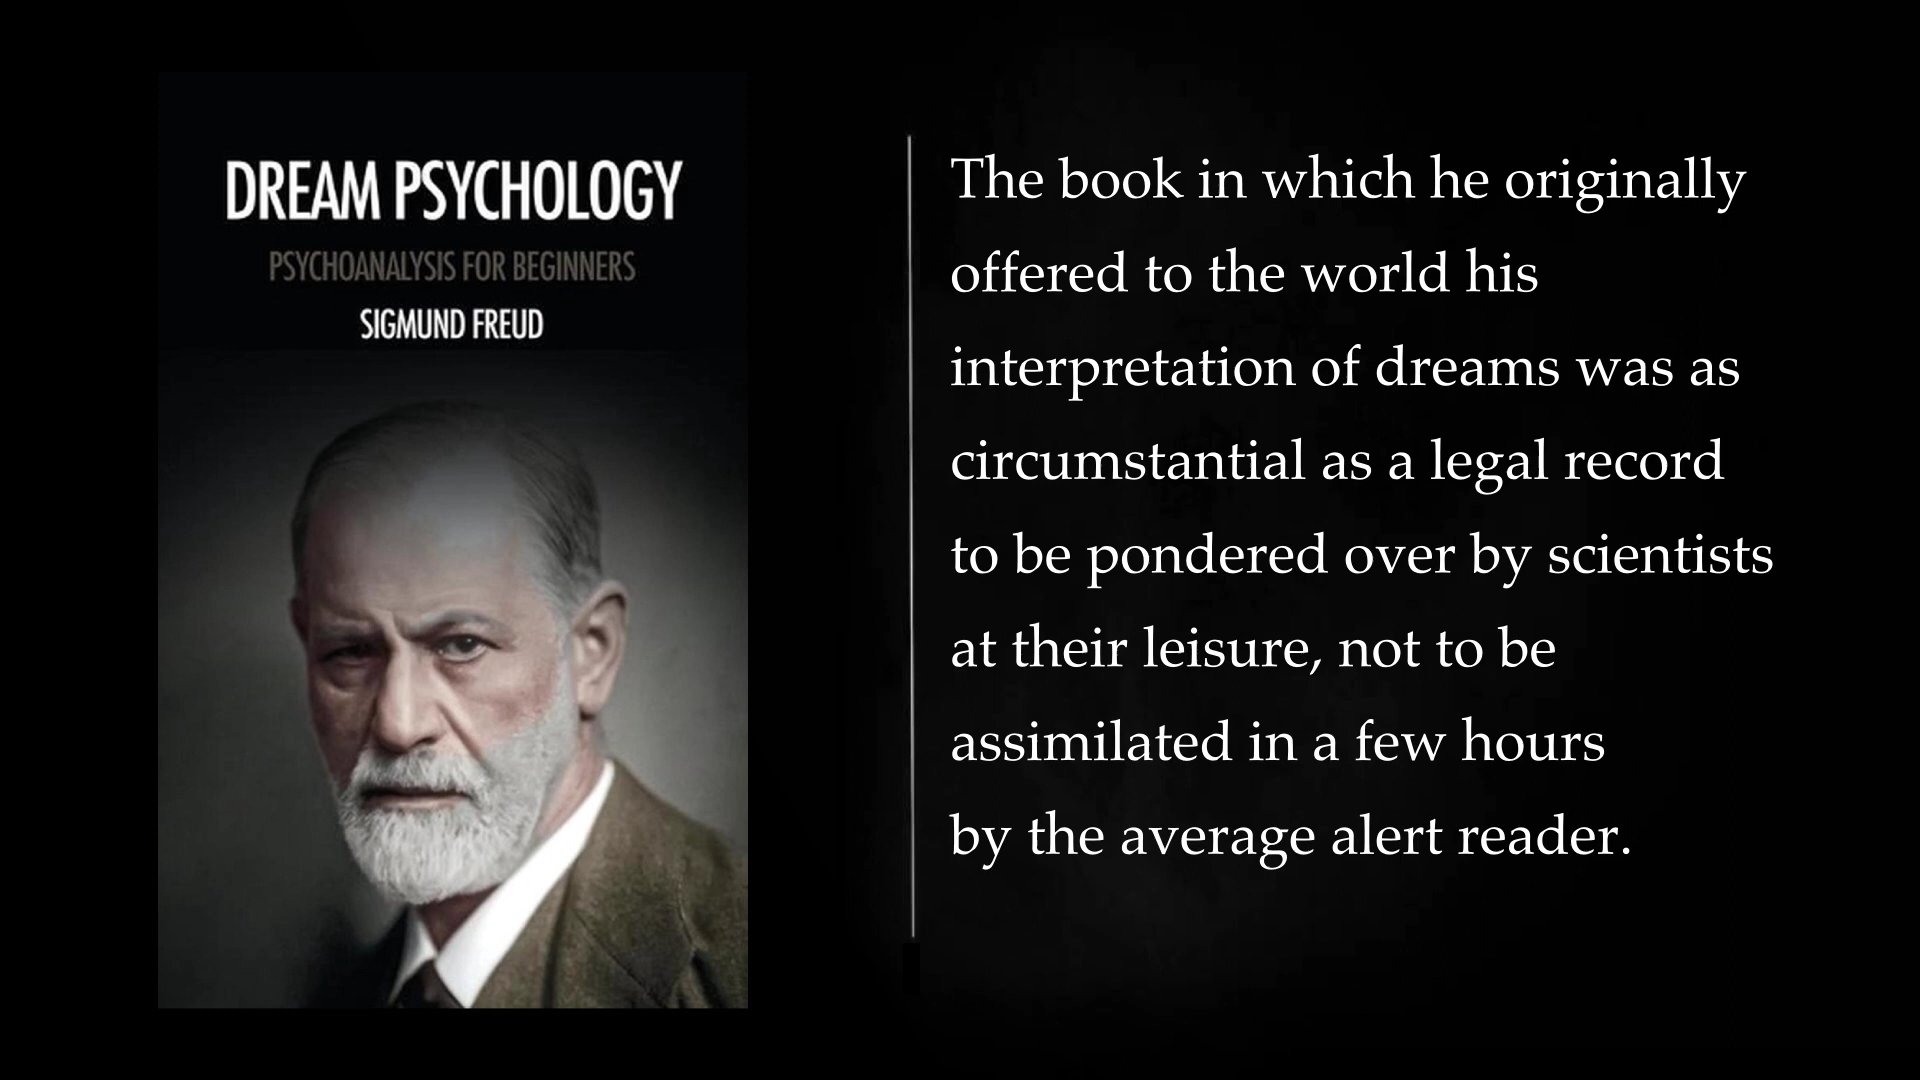 DREAM PSYCHOLOGY
PSYCHOANALYSIS FOR BEGINNERS
SIGMUND FREUD
The book in which he originally
offered to the world his
interpretation of dreams was as
circumstantial as a legal record
to be pondered over by scientists
at their leisure, not to be
assimilated in a few hours
by the average alert reader.